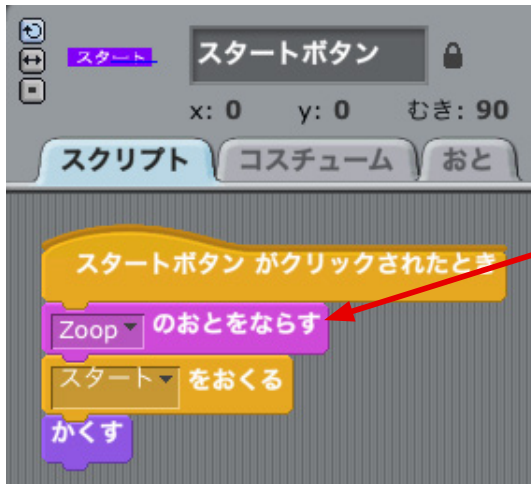 スタート
スタートボタン
x: 0 y: 0 むき: 90
スクリプト コスチューム おと
スタートボタン がクリックされたとき
Zoop のおとをならす
スタート をおくる
かくす